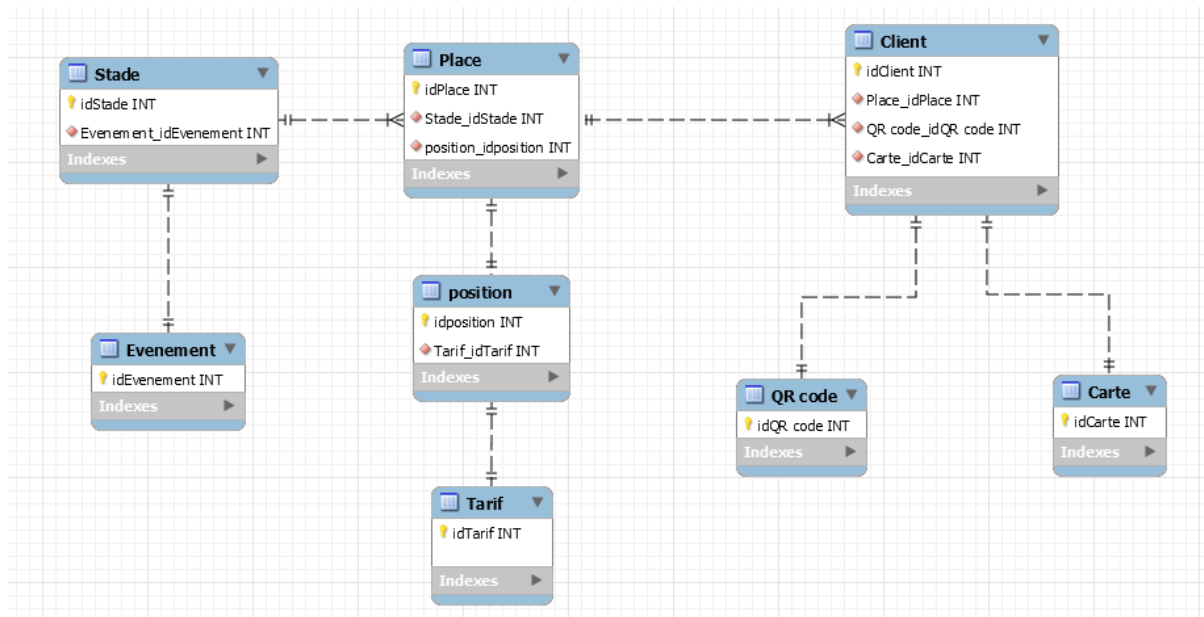 Stade
idStade INT
Evenement_idEvenement INT
Indexes
Place
idPlace INT
Stade_idStade INT
position_idposition INT
Indexes
Client
idClient INT
Place_idPlace INT
QR code_idQR code INT
Carte_idCarte INT
Indexes
Evenement
idEvenement INT
Indexes
position
idposition INT
Tarif_idTarif INT
Indexes
QR code
idQR code INT
Indexes
Carte
idCarte INT
Indexes
Tarif
idTarif INT
Indexes